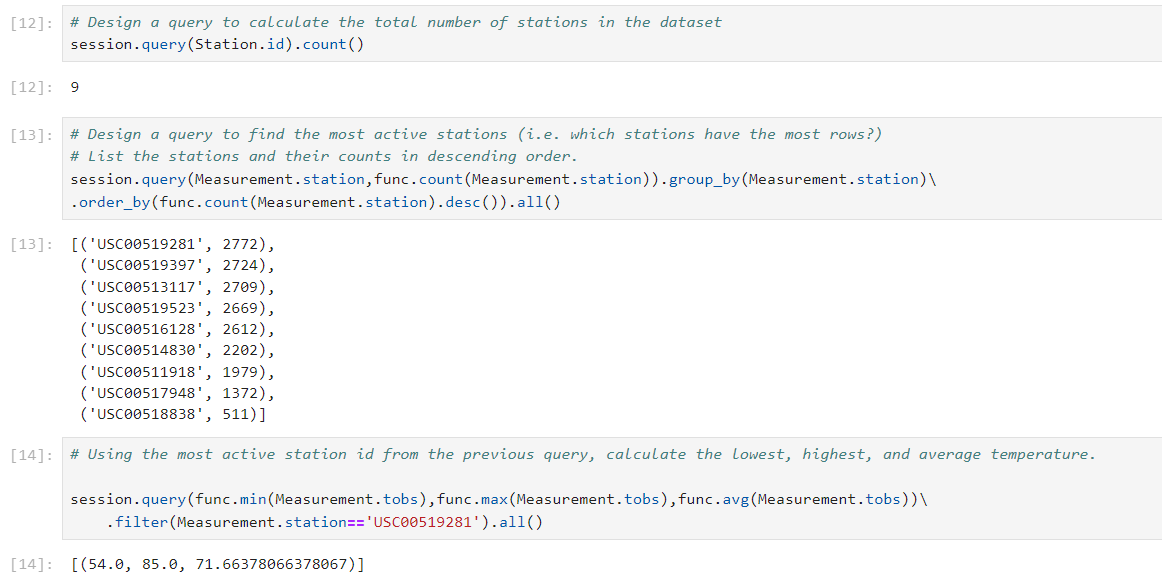 [12]: # Design a query to calculate the total number of stations in the dataset
session.query(Station.id).count()
[12]: 9
[13]: # Design a query to find the most active stations (i.e. which stations have the most rows?)
# List the stations and their counts in descending order.
session.query(Measurement.station,func.count(Measurement.station)).group_by(Measurement.station)\
.order_by(func.count(Measurement.station).desc()).all()
[13]: [('USC00519281', 2772),
('USC00519397', 2724),
('USC00513117', 2709),
('USC00519523', 2669),
('USC00516128', 2612),
('USC00514830', 2202),
('USC00511918', 1979),
('USC00517948', 1372),
('USC00518838', 511)]
[14]: # Using the most active station id from the previous query, calculate the lowest, highest, and average temperature.
session.query(func.min(Measurement.tobs),func.max(Measurement.tobs),func.avg(Measurement.tobs))\
.filter(Measurement.station=='USC00519281').all()
[14]: [(54.0, 85.0, 71.66378066378067)]